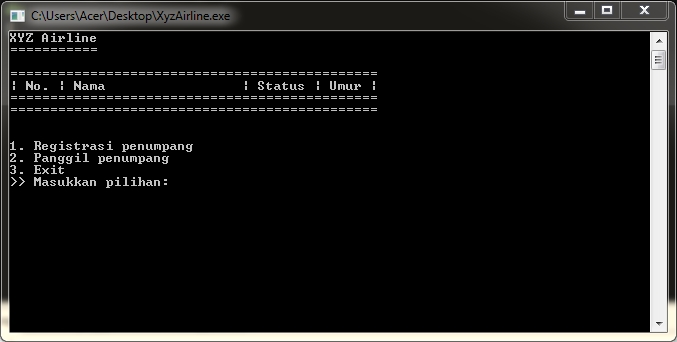 C:\Users\Acer\Desktop\XyzAirline.exe
XYZ Airline
===========
==============================================
| No. | Nama                 | Status | Umur |
==============================================
==============================================
1. Registrasi penumpang
2. Panggil penumpang
3. Exit
>> Masukkan pilihan: